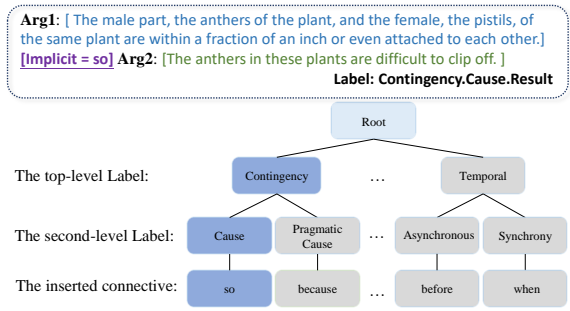 Arg1: [ The male part, the anthers of the plant, and the female, the pistils, of
the same plant are within a fraction of an inch or even attached to each other.]
[Implicit = so] Arg2: [The anthers in these plants are difficult to clip off. ]
Label: Contingency.Cause.Result
Root
The top-level Label: Contingency ... Temporal
The second-level Label: Cause Pragmatic Cause ... Asynchronous Synchrony
The inserted connective: so because ... before when